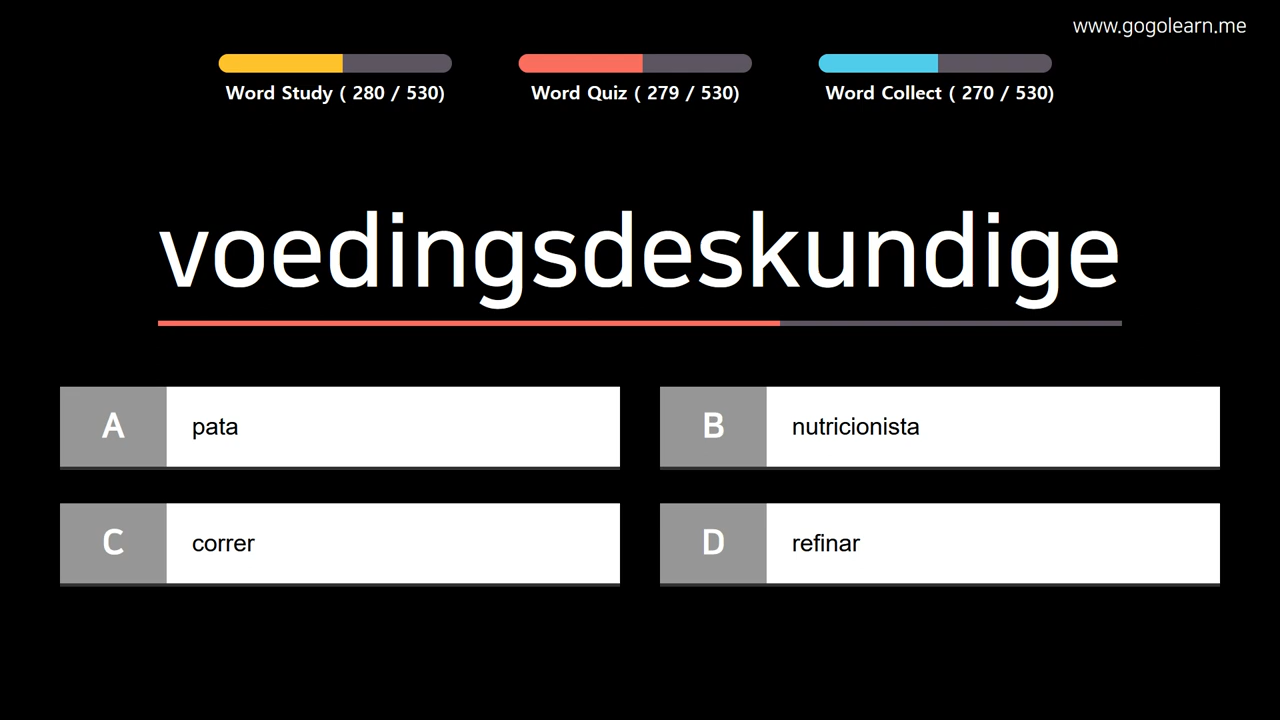 www.gogolearn.me
Word Study ( 280 / 530)
Word Quiz ( 279 / 530)
Word Collect ( 270 / 530)
voedingsdeskundige
A pata
B nutricionista
C correr
D refinar